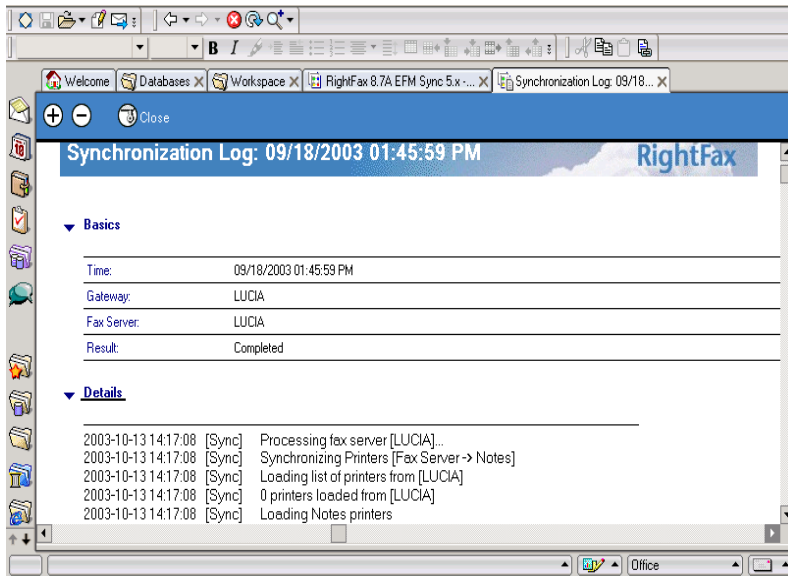 B I
Welcome Databases Workspace RightFax 8.7A EFM Sync 5.x -... Synchronization Log: 09/18...
Close
Synchronization Log: 09/18/2003 01:45:59 PM RightFax
Basics
Time: 09/18/2003 01:45:59 PM
Gateway: LUCIA
Fax Server: LUCIA
Result: Completed
Details
2003-10-13 14:17:08 [Sync] Processing fax server [LUCIA]...
2003-10-13 14:17:08 [Sync] Synchronizing Printers [Fax Server -> Notes]
2003-10-13 14:17:08 [Sync] Loading list of printers from [LUCIA]
2003-10-13 14:17:08 [Sync] 0 printers loaded from [LUCIA]
2003-10-13 14:17:08 [Sync] Loading Notes printers
Office